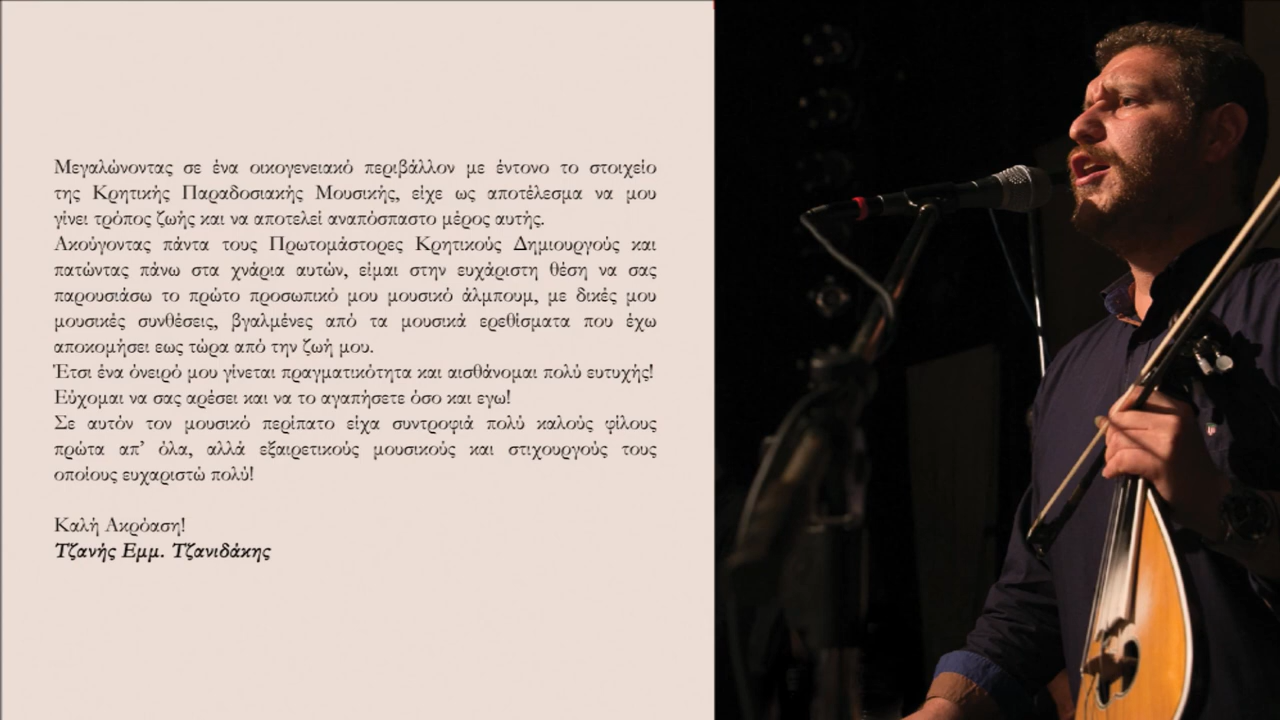 Μεγαλώνοντας σε ένα οικογενειακό περιβάλλον με έντονο το στοιχείο
της Κρητικής Παραδοσιακής Μουσικής, είχε ως αποτέλεσμα να μου
γίνει τρόπος ζωής και να αποτελεί αναπόσπαστο μέρος αυτής.
Ακούγοντας πάντα τους Πρωτομάστορες Κρητικούς Δημιουργούς και
πατώντας πάνω στα χνάρια αυτών, είμαι στην ευχάριστη θέση να σας
παρουσιάσω το πρώτο προσωπικό μου μουσικό άλμπουμ, με δικές μου
μουσικές συνθέσεις, βγαλμένες από τα μουσικά ερεθίσματα που έχω
αποκομήσει εως τώρα από την ζωή μου.
Έτσι ένα όνειρό μου γίνεται πραγματικότητα και αισθάνομαι πολύ ευτυχής!
Εύχομαι να σας αρέσει και να το αγαπήσετε όσο και εγω!
Σε αυτόν τον μουσικό περίπατο είχα συντροφιά πολύ καλούς φίλους
πρώτα απ’ όλα, αλλά εξαιρετικούς μουσικούς και στιχουργούς τους
οποίους ευχαριστώ πολύ!
Καλή Ακρόαση!
Τζανής Εμμ. Τζανιδάκης